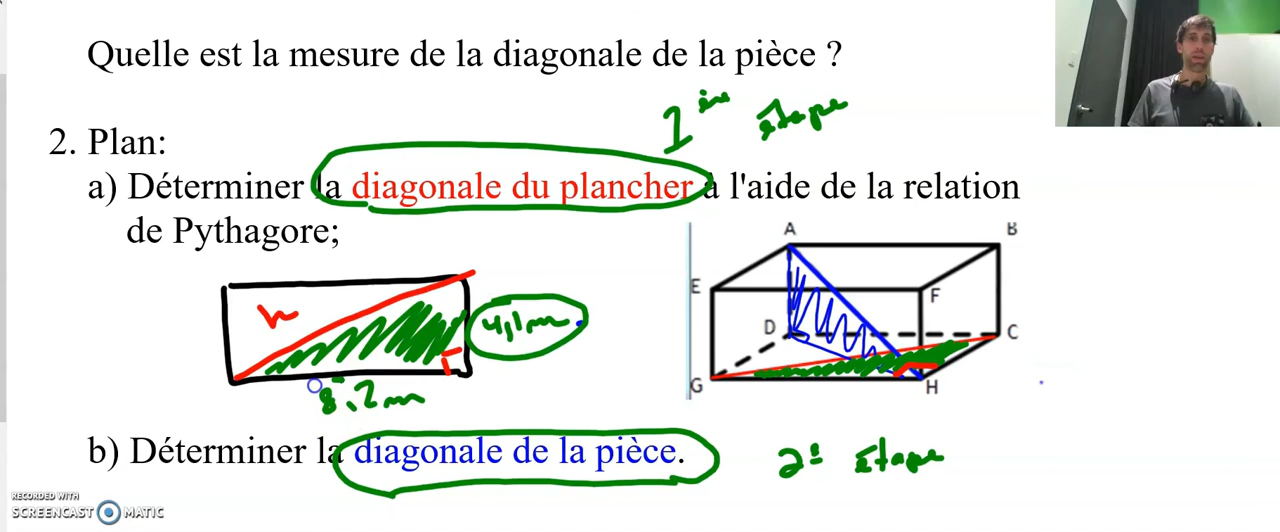 Quelle est la mesure de la diagonale de la pièce ?
1ère étape
2. Plan:
a) Déterminer la diagonale du plancher à l'aide de la relation
de Pythagore;
A
B
E
F
h
4,1m
D
C
G
H
8,2m
b) Déterminer la diagonale de la pièce.
2e étape
RECORDED WITH
SCREENCAST MATIC